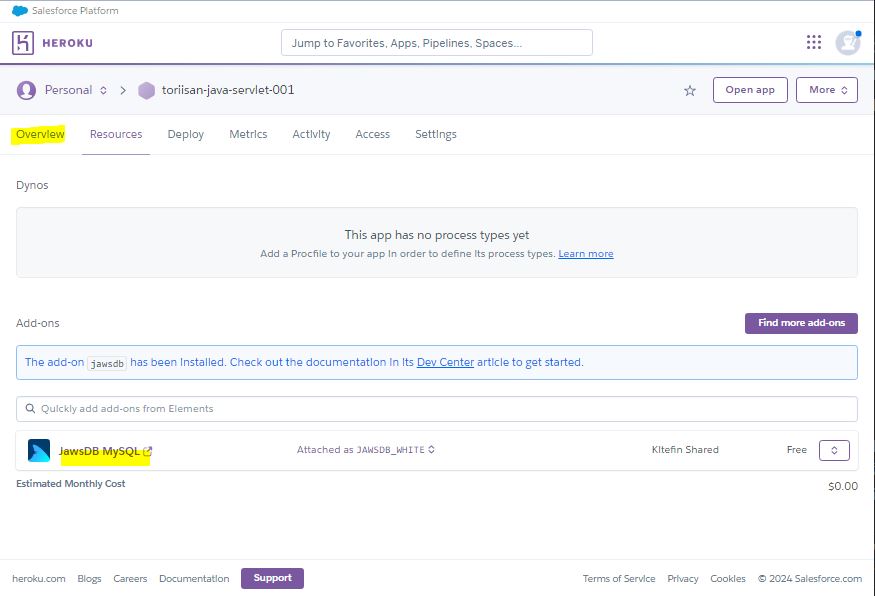 Salesforce Platform
HEROKU
Jump to Favorites, Apps, Pipelines, Spaces...
Personal
toriisan-java-servlet-001
Open app
More
Overview
Resources
Deploy
Metrics
Activity
Access
Settings
Dynos
This app has no process types yet
Add a Procfile to your app in order to define its process types. Learn more
Add-ons
Find more add-ons
The add-on jawsdb has been installed. Check out the documentation in its Dev Center article to get started.
Quickly add add-ons from Elements
JawsDB MySQL
Attached as JAWSDB_WHITE
Kitefin Shared
Free
Estimated Monthly Cost
$0.00
heroku.com
Blogs
Careers
Documentation
Support
Terms of Service
Privacy
Cookies
© 2024 Salesforce.com